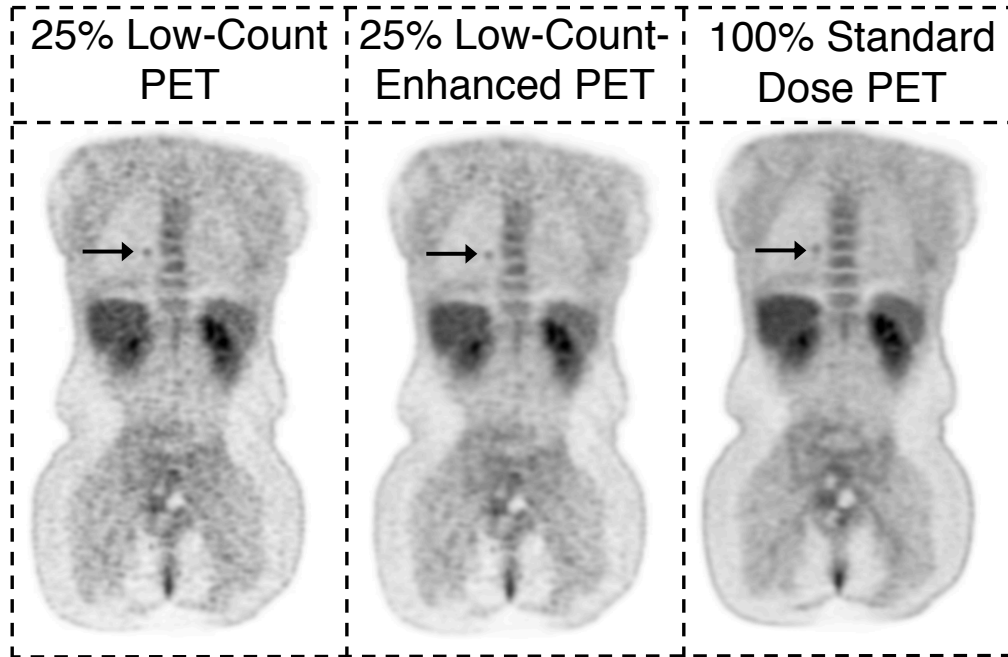 25% Low-Count
PET
25% Low-Count-
Enhanced PET
100% Standard
Dose PET